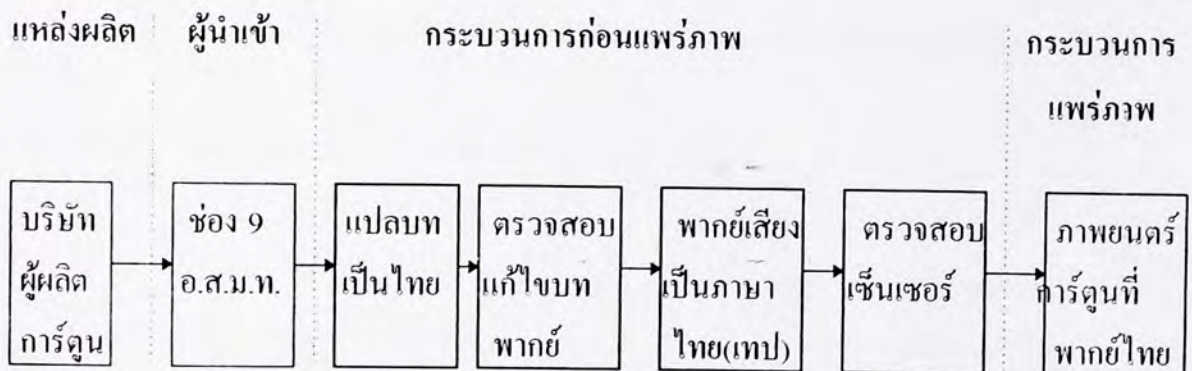 แหล่งผลิต
ผู้นำเข้า
กระบวนการก่อนแพร่ภาพ
กระบวนการ
แพร่ภาพ
บริษัท
ผู้ผลิต
การ์ตูน
ช่อง 9
อ.ส.ม.ท.
แปลบท
เป็นไทย
ตรวจสอบ
แก้ไขบท
พากย์
พากย์เสียง
เป็นภาษา
ไทย(เทป)
ตรวจสอบ
เซ็นเซอร์
ภาพยนตร์
การ์ตูนที่
พากย์ไทย